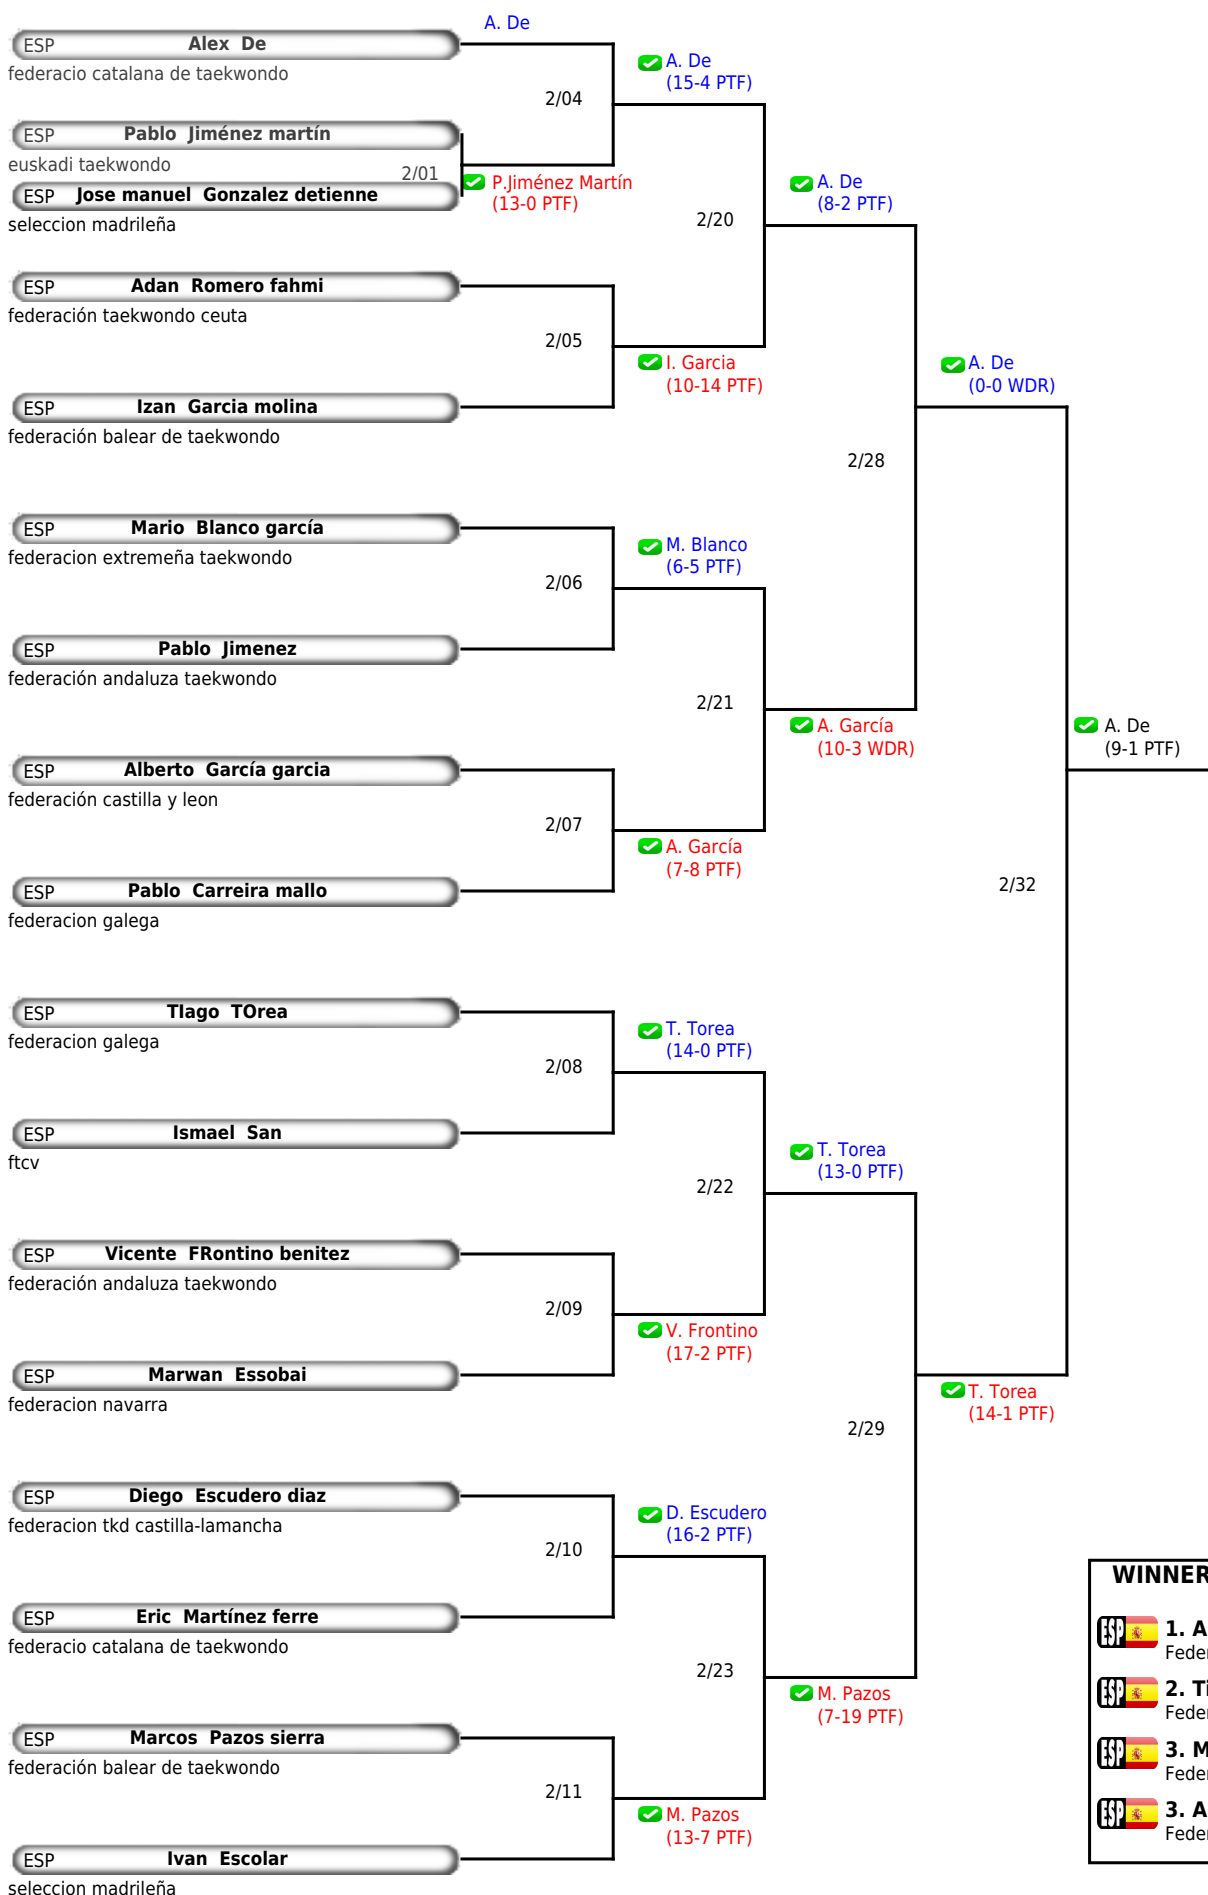 A. De
ESP Alex De
federacio catalana de taekwondo
A. De
(15-4 PTF)
2/04
ESP Pablo Jiménez martín
euskadi taekwondo
2/01
P.Jiménez Martín
(13-0 PTF)
ESP Jose manuel Gonzalez detienne
seleccion madrileña
A. De
(8-2 PTF)
2/20
ESP Adan Romero fahmi
federación taekwondo ceuta
2/05
I. Garcia
(10-14 PTF)
ESP Izan Garcia molina
federación balear de taekwondo
A. De
(0-0 WDR)
2/28
ESP Mario Blanco garcía
federacion extremeña taekwondo
M. Blanco
(6-5 PTF)
2/06
ESP Pablo Jimenez
federación andaluza taekwondo
2/21
A. García
(10-3 WDR)
A. De
(9-1 PTF)
ESP Alberto García garcia
federación castilla y leon
2/07
A. García
(7-8 PTF)
ESP Pablo Carreira mallo
federacion galega
2/32
ESP TIago TOrea
federacion galega
T. Torea
(14-0 PTF)
2/08
ESP Ismael San
ftcv
T. Torea
(13-0 PTF)
2/22
ESP Vicente FRontino benitez
federación andaluza taekwondo
2/09
V. Frontino
(17-2 PTF)
ESP Marwan Essobai
federacion navarra
T. Torea
(14-1 PTF)
2/29
ESP Diego Escudero diaz
federacion tkd castilla-lamancha
D. Escudero
(16-2 PTF)
2/10
ESP Eric Martínez ferre
federacio catalana de taekwondo
2/23
M. Pazos
(7-19 PTF)
ESP Marcos Pazos sierra
federación balear de taekwondo
2/11
M. Pazos
(13-7 PTF)
ESP Ivan Escolar
seleccion madrileña
WINNER
ESP 1. A
Feder
ESP 2. Ti
Feder
ESP 3. M
Feder
ESP 3. A
Feder